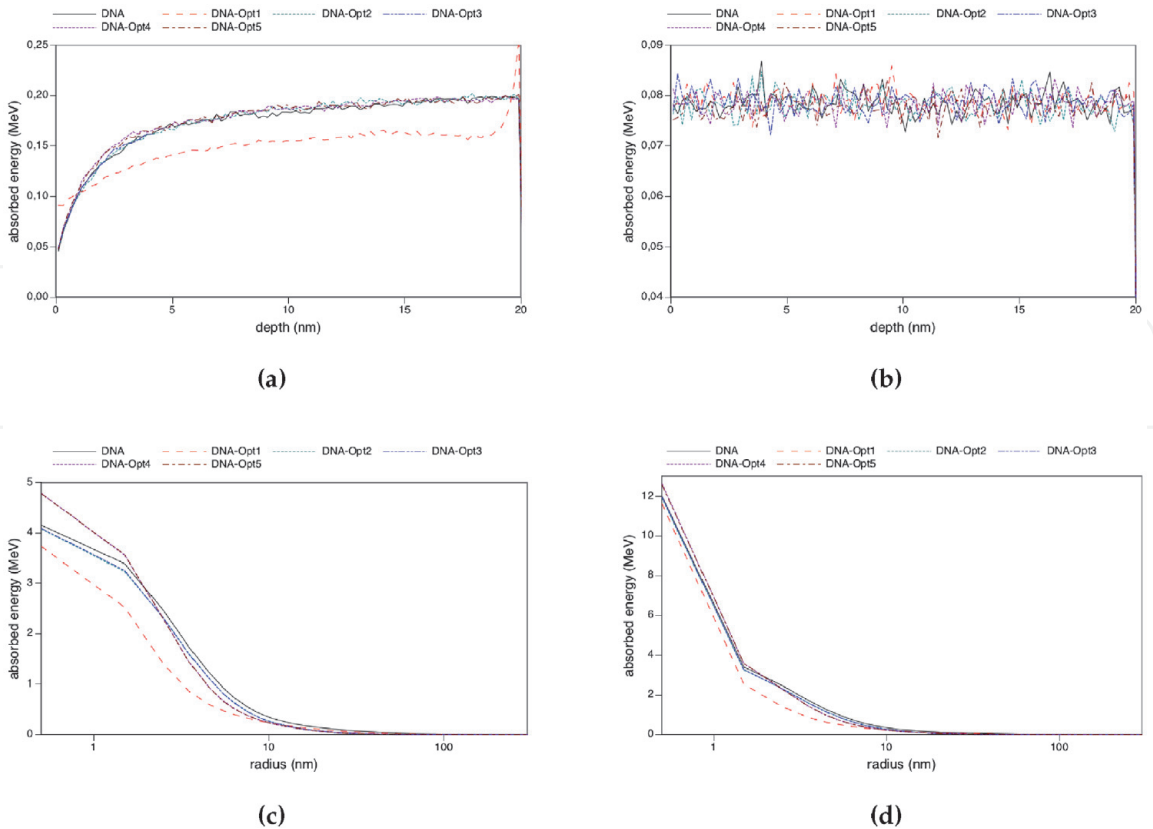 DNA DNA-Opt1 DNA-Opt2 DNA-Opt3
DNA-Opt4 DNA-Opt5
0,25
0,20
0,15
0,10
0,05
0,00
absorbed energy (MeV)
0 5 10 15 20
depth (nm)
(a)
DNA DNA-Opt1 DNA-Opt2 DNA-Opt3
DNA-Opt4 DNA-Opt5
0,09
0,08
0,07
0,06
0,05
0,04
absorbed energy (MeV)
0 5 10 15 20
depth (nm)
(b)
DNA DNA-Opt1 DNA-Opt2 DNA-Opt3
DNA-Opt4 DNA-Opt5
5
4
3
2
1
0
absorbed energy (MeV)
1 10 100
radius (nm)
(c)
DNA DNA-Opt1 DNA-Opt2 DNA-Opt3
DNA-Opt4 DNA-Opt5
12
10
8
6
4
2
0
absorbed energy (MeV)
1 10 100
radius (nm)
(d)